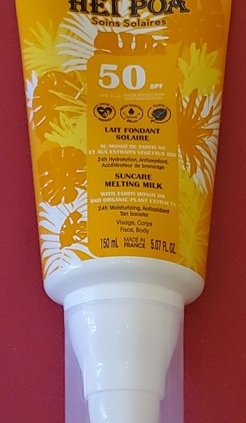 HEI POA
Soins Solaires
50 SPF
LAIT FONDANT
SOLAIRE
AU MONOÏ DE TAHITI AO
ET AUX EXTRAITS VÉGÉTAUX BIO
24h Hydratation, Antioxydant,
Accélérateur de bronzage
SUNCARE
MELTING MILK
WITH TAHITI MONOI OIL
AND ORGANIC PLANT EXTRACTS
24h Moisturizing, Antioxidant
Tan booster
Visage, Corps
Face, Body
150 mL MADE IN FRANCE 5.07 FL. OZ.